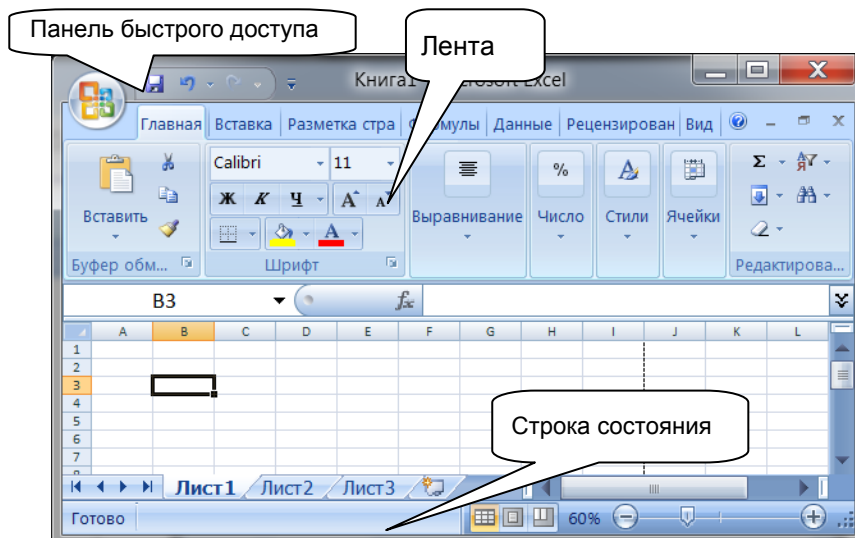 Панель быстрого доступа
Лента
Книга1
Excel
Главная Вставка Разметка стра Данные Рецензирован Вид
Вставить
Calibri 11
Ж К Ч А А
А
%
А
Σ А Я
Выравнивание Число Стили Ячейки
Буфер обм... Шрифт Редактирова...
B3 fx
A B C D E F G H I J K L
1
2
3
4
5
6
7
Строка состояния
Лист1 Лист2 Лист3
Готово 60%